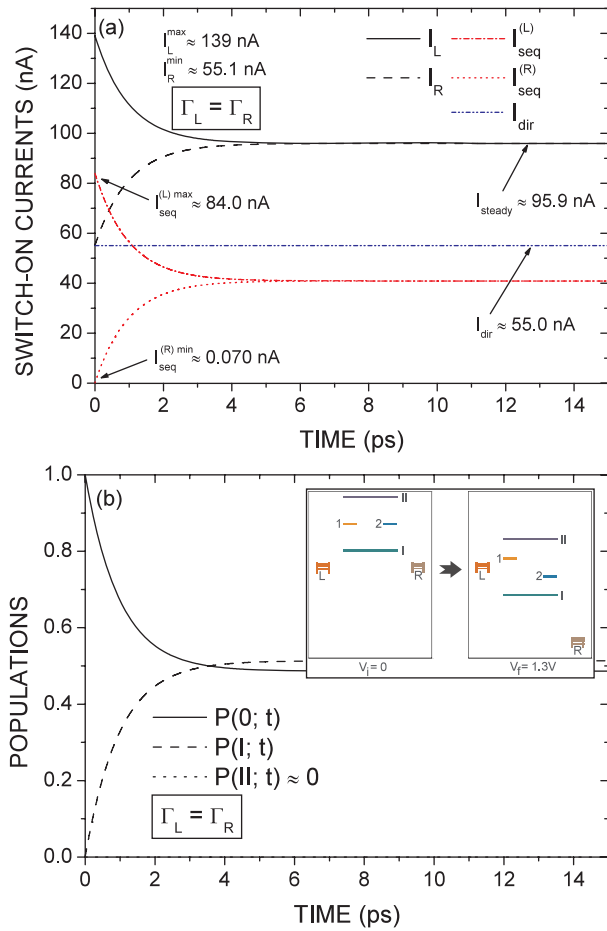 (a)
I_L^max ≈ 139 nA
I_R^min ≈ 55.1 nA
Γ_L = Γ_R
I_L
I_R
I_seq^(L)
I_seq^(R)
I_dir
I_seq^(L) max ≈ 84.0 nA
I_steady ≈ 95.9 nA
I_dir ≈ 55.0 nA
I_seq^(R) min ≈ 0.070 nA
SWITCH-ON CURRENTS (nA)
140
120
100
80
60
40
20
0
0 2 4 6 8 10 12 14
TIME (ps)
(b)
POPULATIONS
1.0
0.8
0.6
0.4
0.2
0.0
II
1 2
I
L R
V_i = 0
II
1
L 2
I
R
V_f = 1.3V
P(0; t)
P(I; t)
P(II; t) ≈ 0
Γ_L = Γ_R
0 2 4 6 8 10 12 14
TIME (ps)